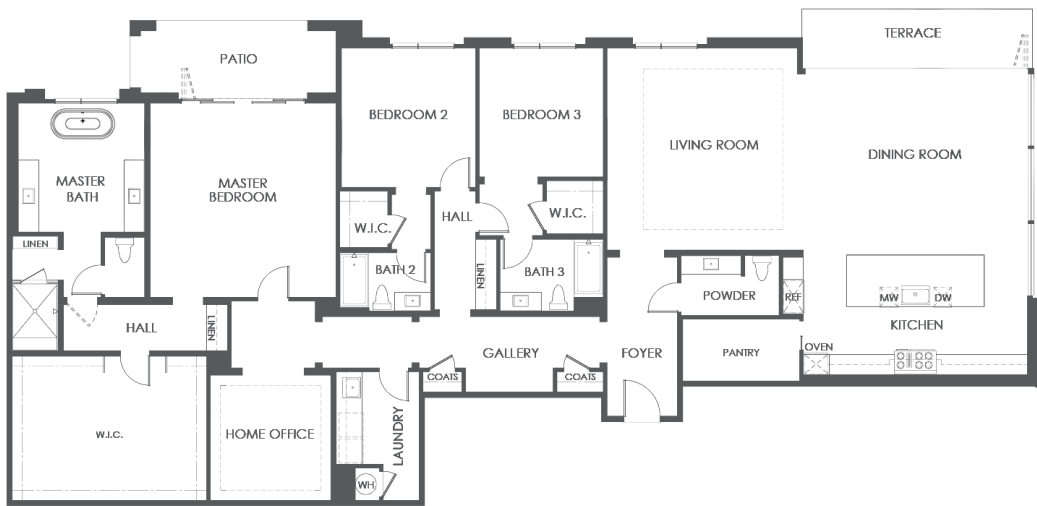 TERRACE
PATIO
BEDROOM 2
BEDROOM 3
LIVING ROOM
DINING ROOM
MASTER
BATH
MASTER
BEDROOM
W.I.C.
HALL
W.I.C.
LINEN
BATH 2
LINEN
BATH 3
POWDER
REF
MW
DW
HALL
LINEN
KITCHEN
GALLERY
FOYER
PANTRY
OVEN
COATS
COATS
W.I.C.
HOME OFFICE
LAUNDRY
WH